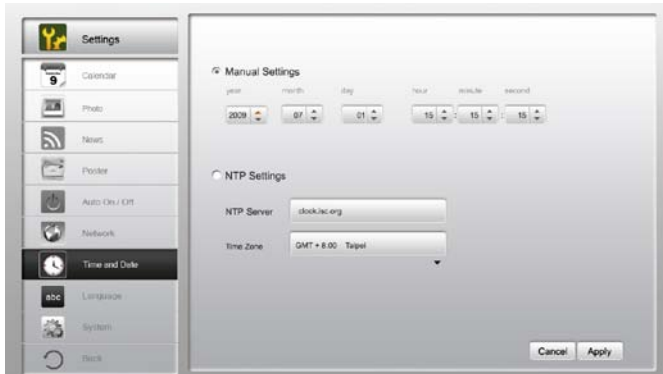 Settings
9
Calendar
Photo
News
Poster
Auto On / Off
Network
Time and Date
abc
Language
System
Back
Manual Settings
year month day hour minute second
2009 07 01 15 : 15 : 15
NTP Settings
NTP Server clock.isc.org
Time Zone GMT + 8.00 Taipei
Cancel Apply